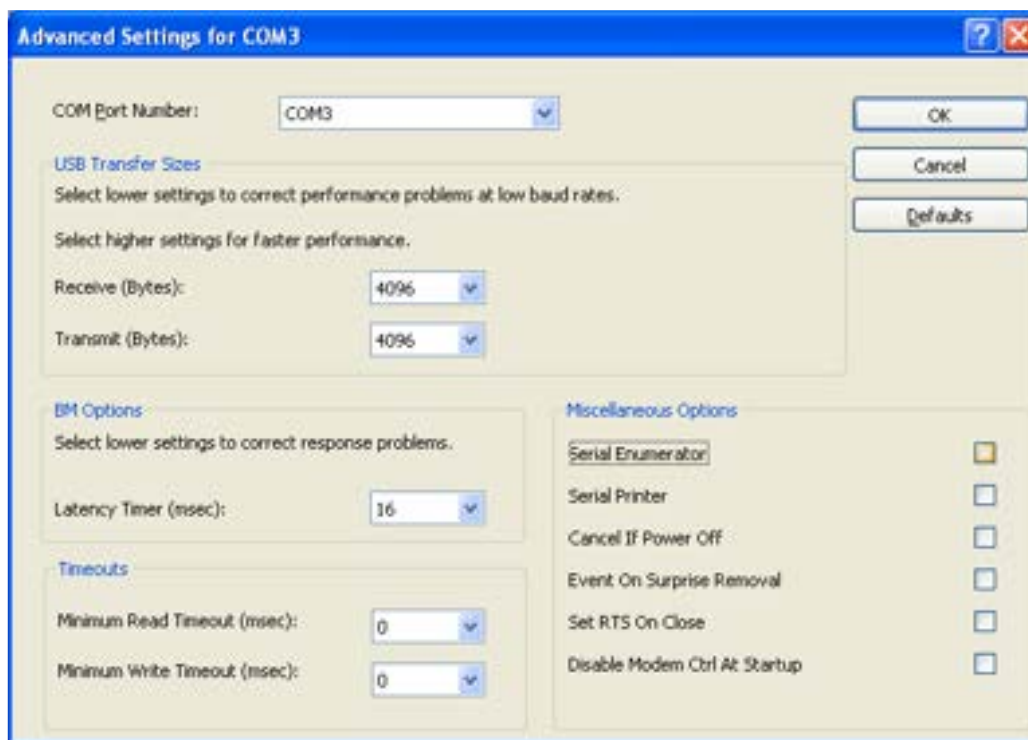 Advanced Settings for COM3
COM Port Number: COM3
OK
USB Transfer Sizes
Cancel
Select lower settings to correct performance problems at low baud rates.
Defaults
Select higher settings for faster performance.
Receive (Bytes): 4096
Transmit (Bytes): 4096
BM Options
Select lower settings to correct response problems.
Latency Timer (msec): 16
Timeouts
Minimum Read Timeout (msec): 0
Minimum Write Timeout (msec): 0
Miscellaneous Options
Serial Enumerator
Serial Printer
Cancel If Power Off
Event On Surprise Removal
Set RTS On Close
Disable Modem Ctrl At Startup